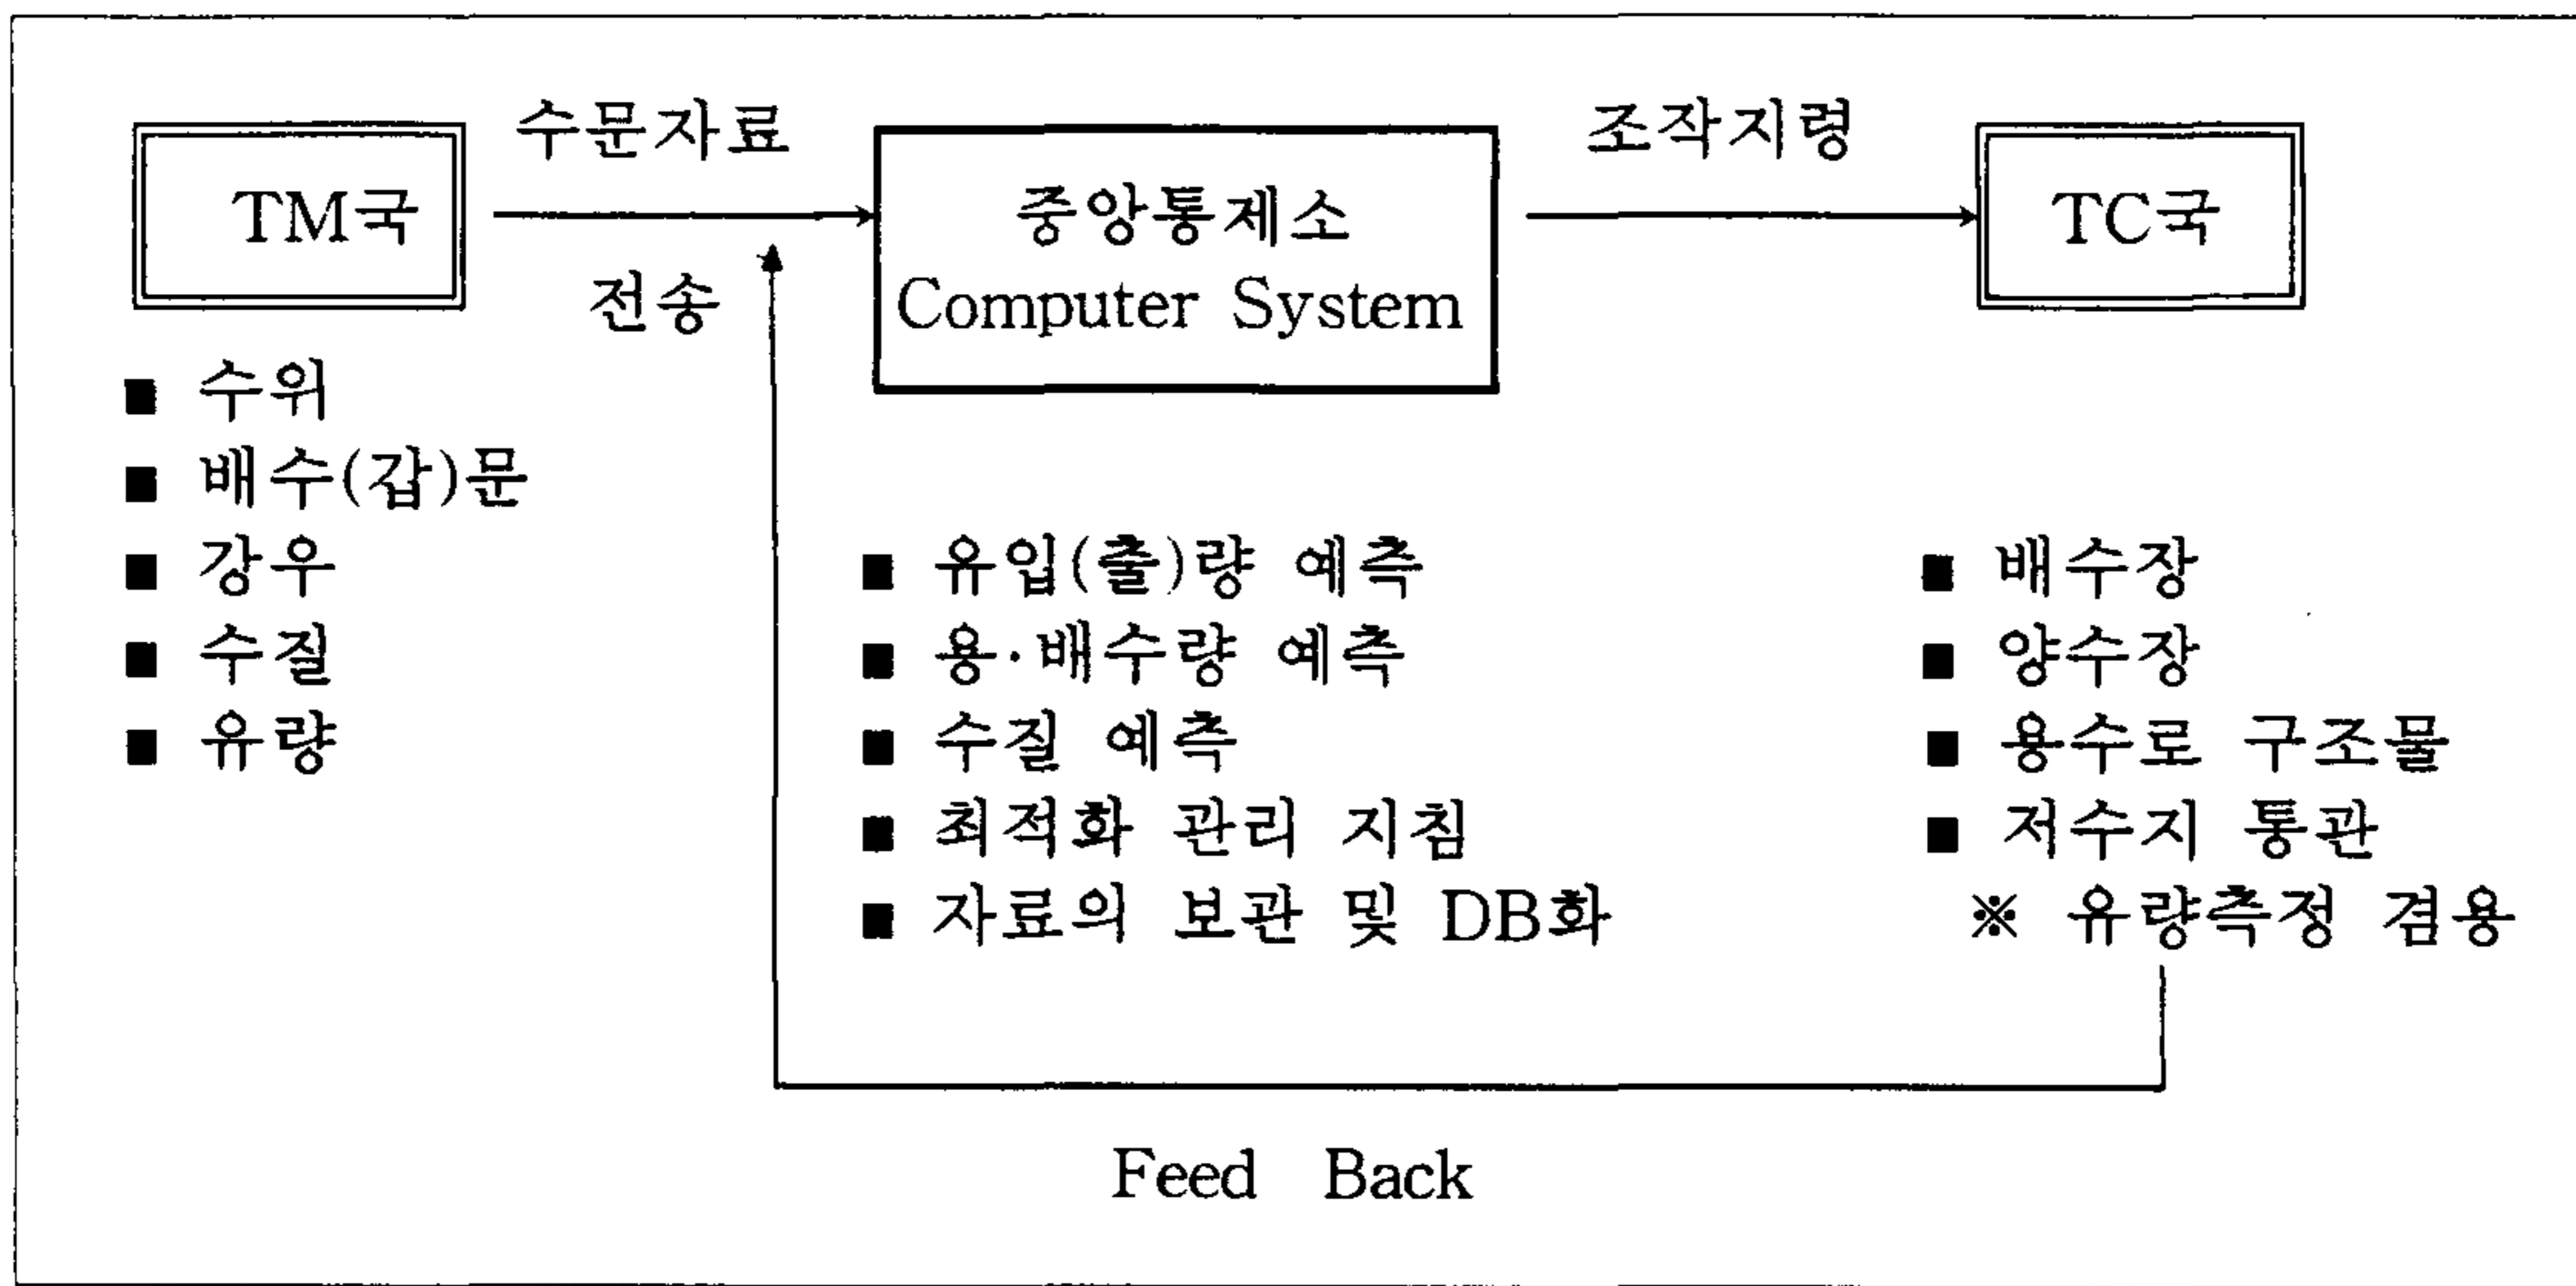 TM국
수문자료
전송
중앙통제소
Computer System
조작지령
TC국
■ 수위
■ 배수(갑)문
■ 강우
■ 수질
■ 유량
■ 유입(출)량 예측
■ 용·배수량 예측
■ 수질 예측
■ 최적화 관리 지침
■ 자료의 보관 및 DB화
■ 배수장
■ 양수장
■ 용수로 구조물
■ 저수지 통관
※ 유량측정 겸용
Feed Back